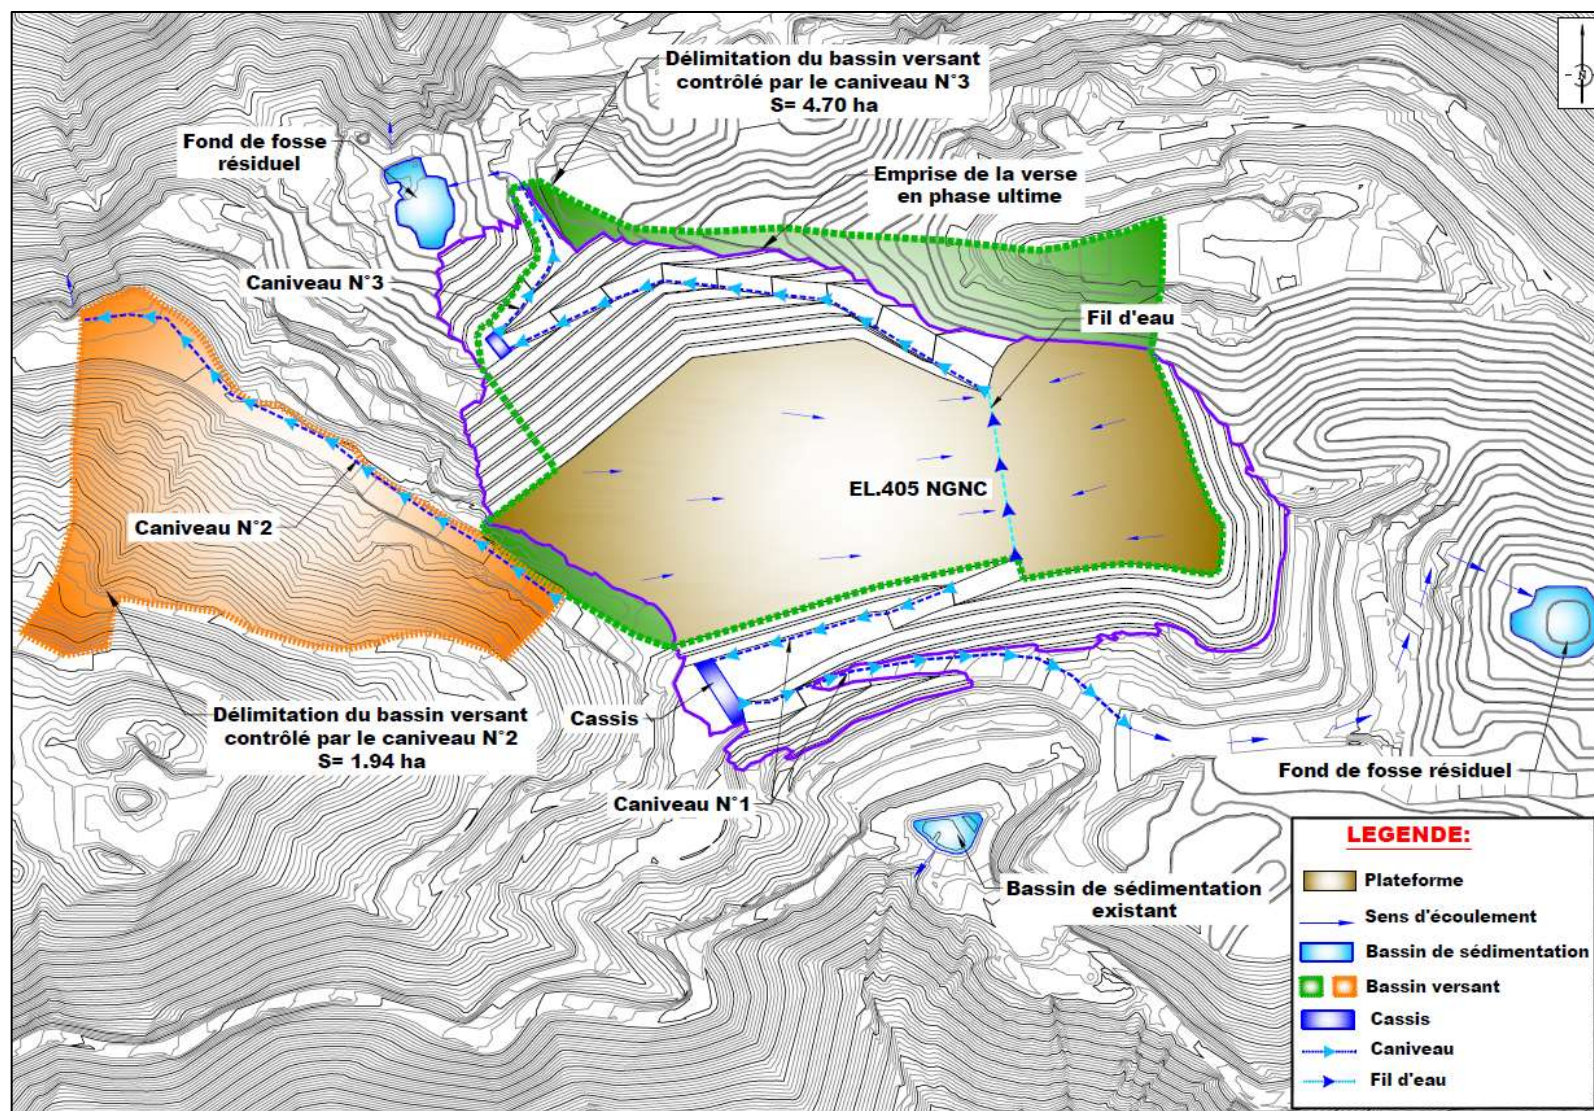 Délimitation du bassin versant
contrôlé par le caniveau N°3
S= 4.70 ha
N
Fond de fosse
résiduel
Emprise de la verse
en phase ultime
Caniveau N°3
Fil d'eau
EL.405 NGNC
Caniveau N°2
Délimitation du bassin versant
contrôlé par le caniveau N°2
S= 1.94 ha
Cassis
Caniveau N°1
Fond de fosse résiduel
Bassin de sédimentation
existant
LEGENDE:
Plateforme
Sens d'écoulement
Bassin de sédimentation
Bassin versant
Cassis
Caniveau
Fil d'eau